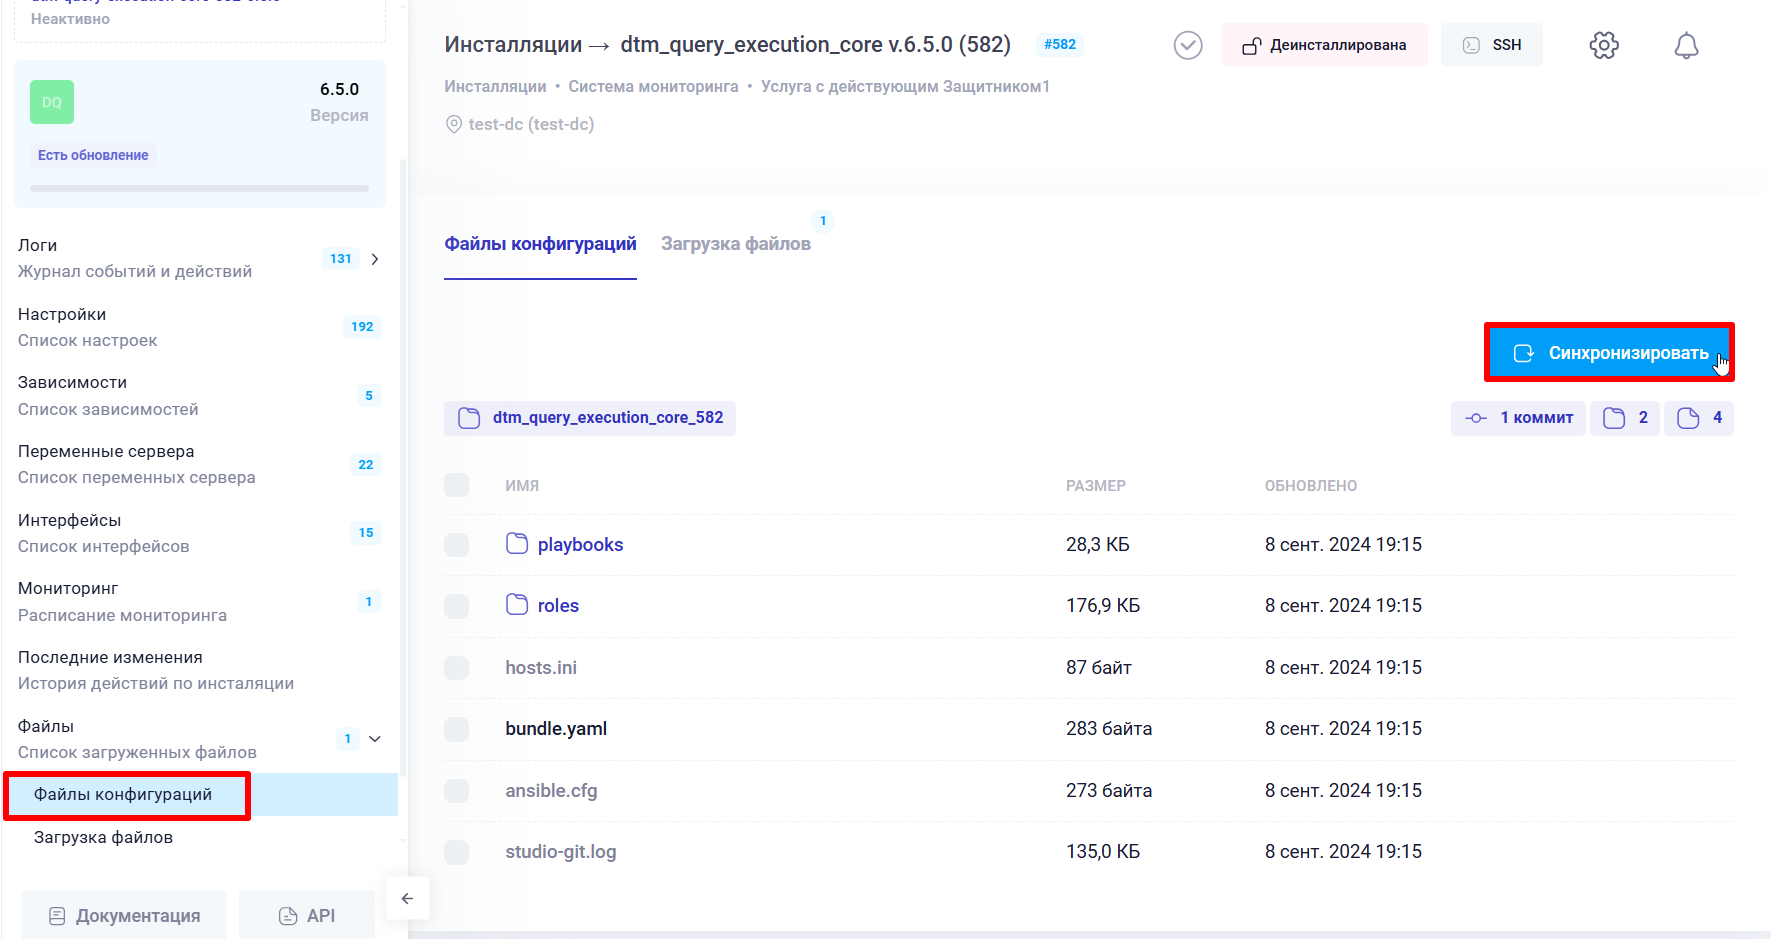 Неактивно
DQ
6.5.0
Версия
Есть обновление
Логи
Журнал событий и действий
131
Настройки
Список настроек
192
Зависимости
Список зависимостей
5
Переменные сервера
Список переменных сервера
22
Интерфейсы
Список интерфейсов
15
Мониторинг
Расписание мониторинга
1
Последние изменения
История действий по инсталяции
Файлы
Список загруженных файлов
1
Файлы конфигураций
Загрузка файлов
Документация
API
Инсталляции → dtm_query_execution_core v.6.5.0 (582) #582
Деинсталлирована
SSH
Инсталляции • Система мониторинга • Услуга с действующим Защитником1
test-dc (test-dc)
Файлы конфигураций
Загрузка файлов 1
Синхронизировать
dtm_query_execution_core_582
1 коммит 2 4
ИМЯ РАЗМЕР ОБНОВЛЕНО
playbooks 28,3 КБ 8 сент. 2024 19:15
roles 176,9 КБ 8 сент. 2024 19:15
hosts.ini 87 байт 8 сент. 2024 19:15
bundle.yaml 283 байта 8 сент. 2024 19:15
ansible.cfg 273 байта 8 сент. 2024 19:15
studio-git.log 135,0 КБ 8 сент. 2024 19:15